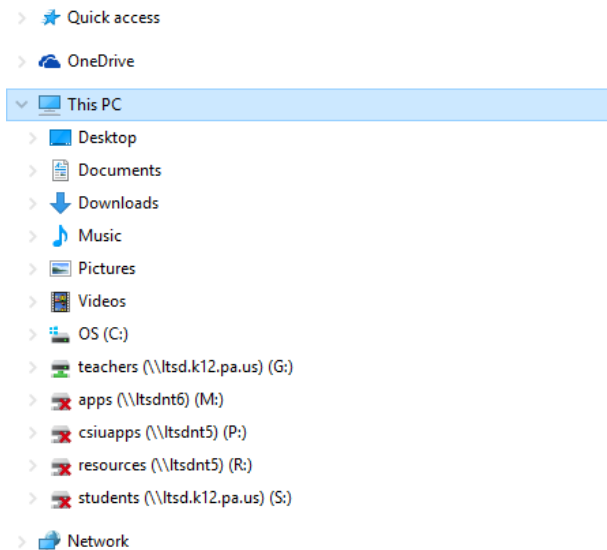 Quick access
OneDrive
This PC
Desktop
Documents
Downloads
Music
Pictures
Videos
OS (C:)
teachers (\\ltsd.k12.pa.us) (G:)
apps (\\ltsdnt6) (M:)
csiuapps (\\ltsdnt5) (P:)
resources (\\ltsdnt5) (R:)
students (\\ltsd.k12.pa.us) (S:)
Network